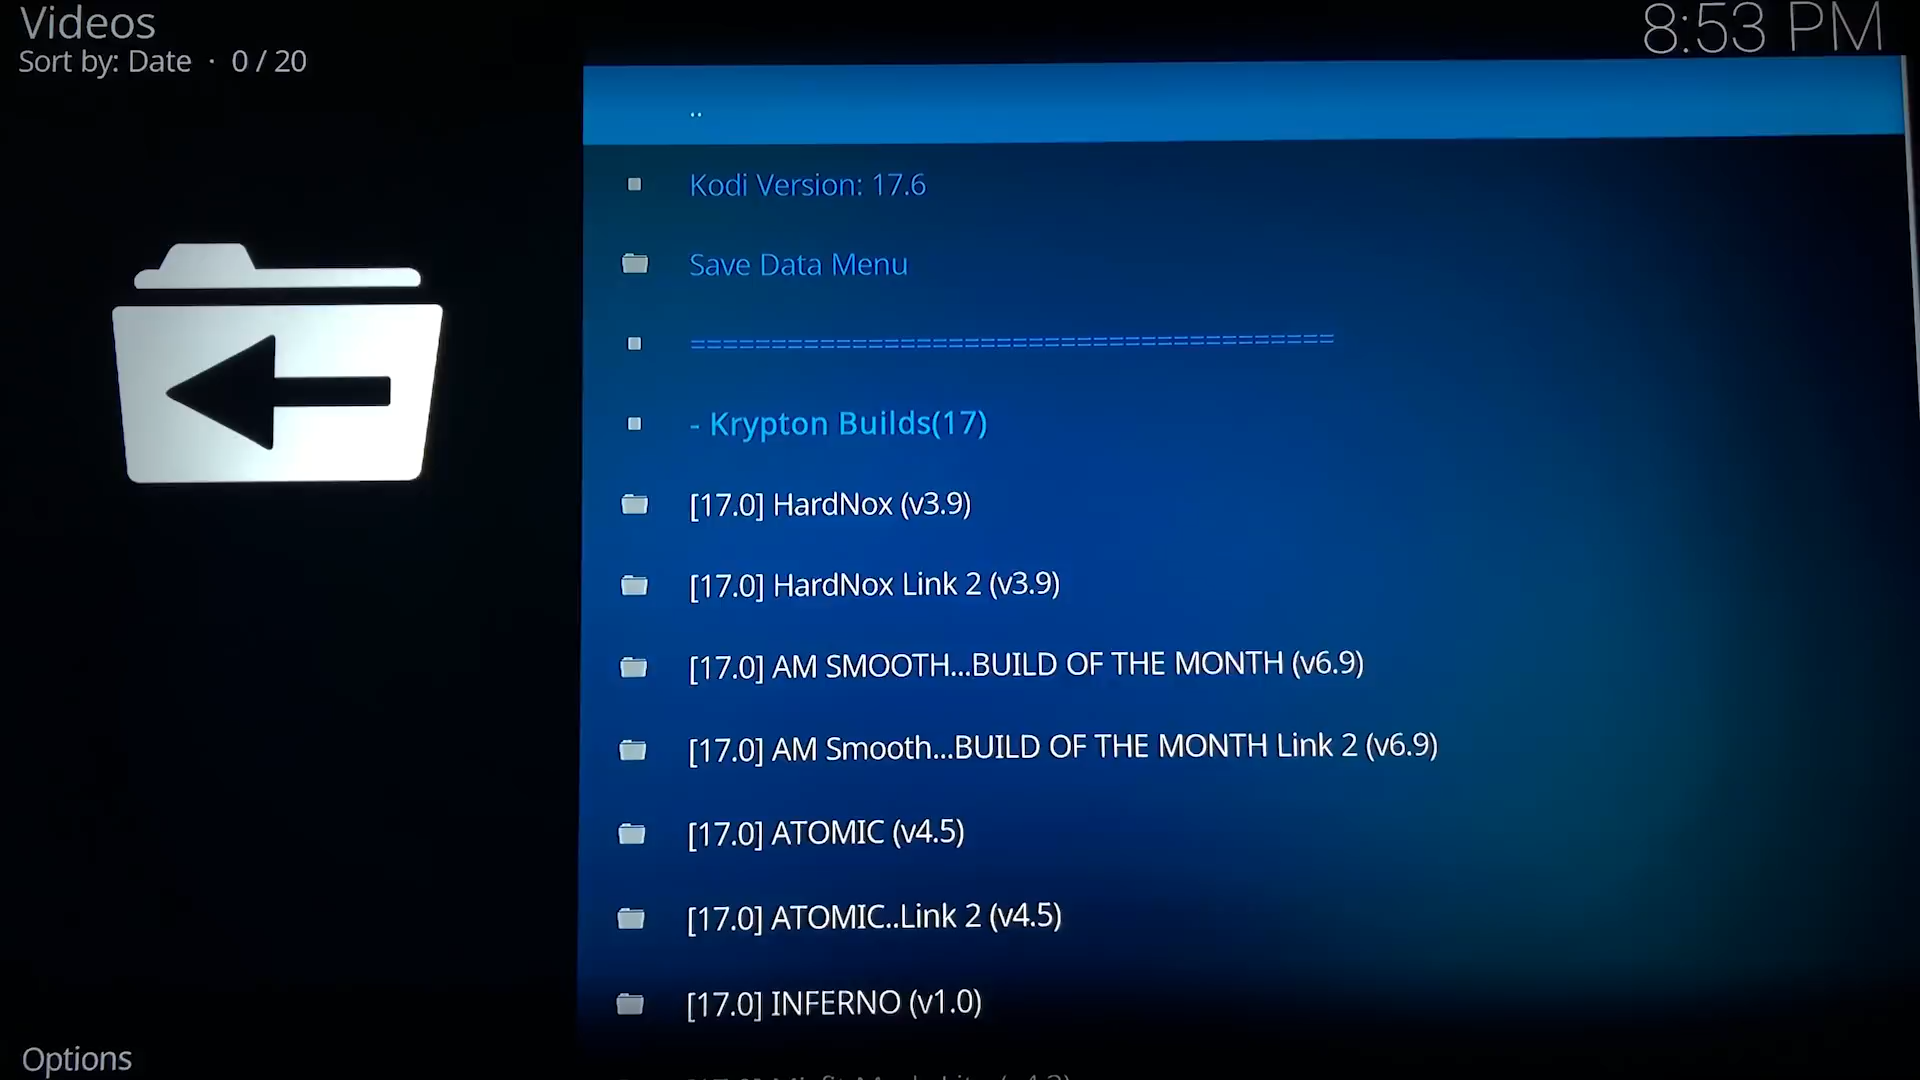 Videos
Sort by: Date · 0 / 20
8:53 PM
..
Kodi Version: 17.6
Save Data Menu
========================================
- Krypton Builds(17)
[17.0] HardNox (v3.9)
[17.0] HardNox Link 2 (v3.9)
[17.0] AM SMOOTH...BUILD OF THE MONTH (v6.9)
[17.0] AM Smooth...BUILD OF THE MONTH Link 2 (v6.9)
[17.0] ATOMIC (v4.5)
[17.0] ATOMIC..Link 2 (v4.5)
[17.0] INFERNO (v1.0)
Options